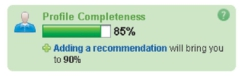 Profile Completeness ?
85%
Adding a recommendation will bring you
to 90%